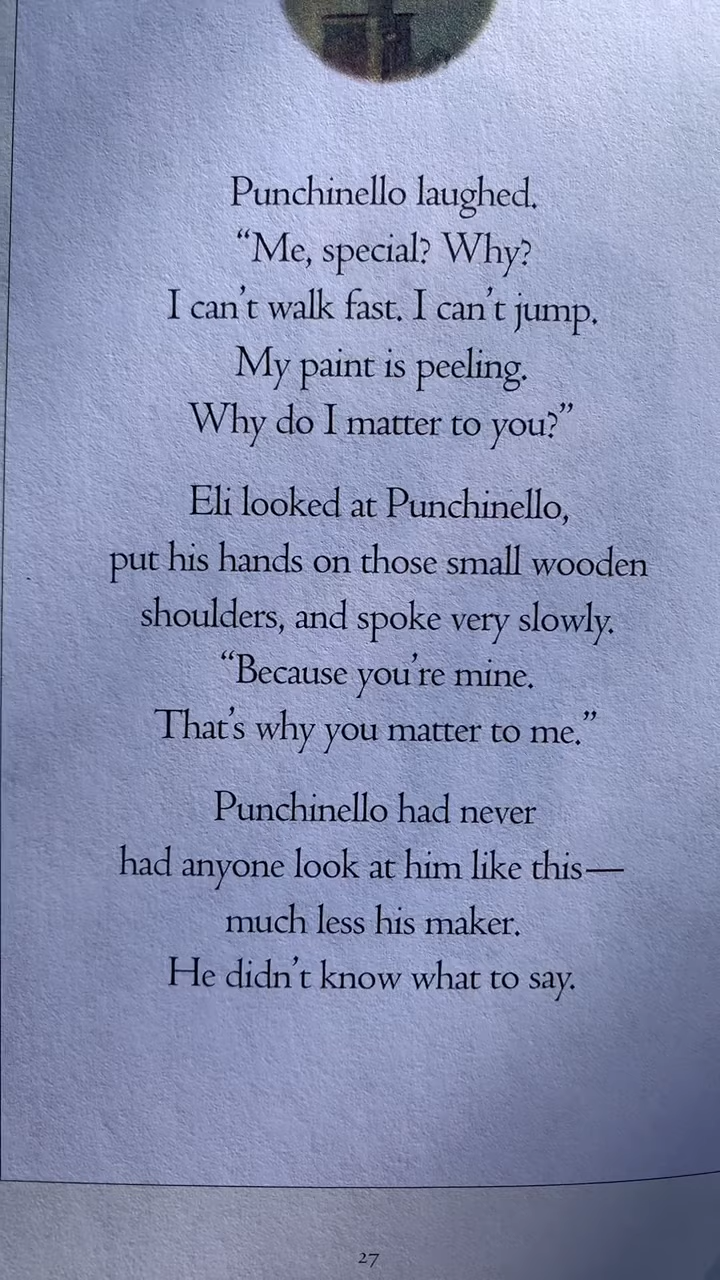 Punchinello laughed.
“Me, special? Why?
I can’t walk fast. I can’t jump.
My paint is peeling.
Why do I matter to you?”
Eli looked at Punchinello,
put his hands on those small wooden
shoulders, and spoke very slowly.
“Because you’re mine.
That’s why you matter to me.”
Punchinello had never
had anyone look at him like this—
much less his maker.
He didn’t know what to say.
27